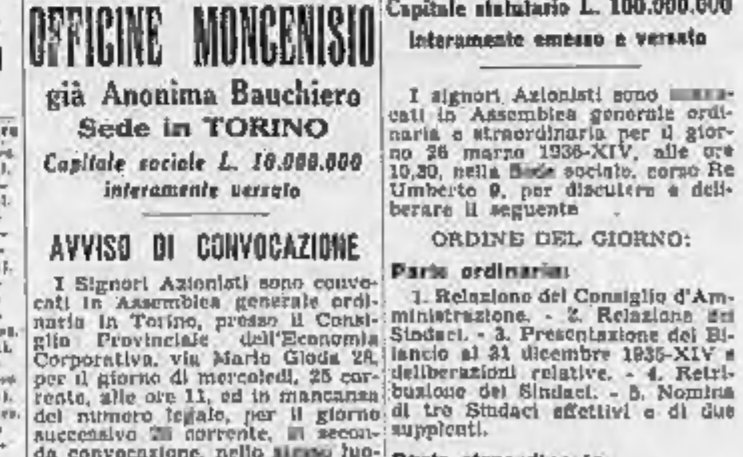 OFFICINE MONCENISIO
già Anonima Bauchiero
Sede in TORINO
Capitale sociale L. 10.000.000
interamente versato
AVVISO DI CONVOCAZIONE
I Signori Azionisti sono convo-
cati in Assemblea generale ordi-
naria in Torino, presso il Consi-
glio Provinciale dell'Economia
Corporativa, via Mario Gioda 28,
per il giorno di mercoledì, 25 cor-
rente, alle ore 11, ed in mancanza
del numero legale, per il giorno
successivo corrente, in secon-
da convocazione, nello luo-
Capitale statutario L. 100.000.000
interamente emesso e versato
I signori Azionisti sono
cati in Assemblea generale ordi-
naria e straordinaria per il gior-
no 26 marzo 1936-XIV, alle ore
10,30, nella Sede sociale, corso Re
Umberto 9, per discutere e deli-
berare il seguente
ORDINE DEL GIORNO:
Parte ordinaria:
1. Relazione del Consiglio d'Am-
ministrazione. - 2. Relazione dei
Sindaci. - 3. Presentazione del Bi-
lancio al 31 dicembre 1935-XIV e
deliberazioni relative. - 4. Retri-
buzione dei Sindaci. - 5. Nomina
di tre Sindaci effettivi e di due
supplenti.